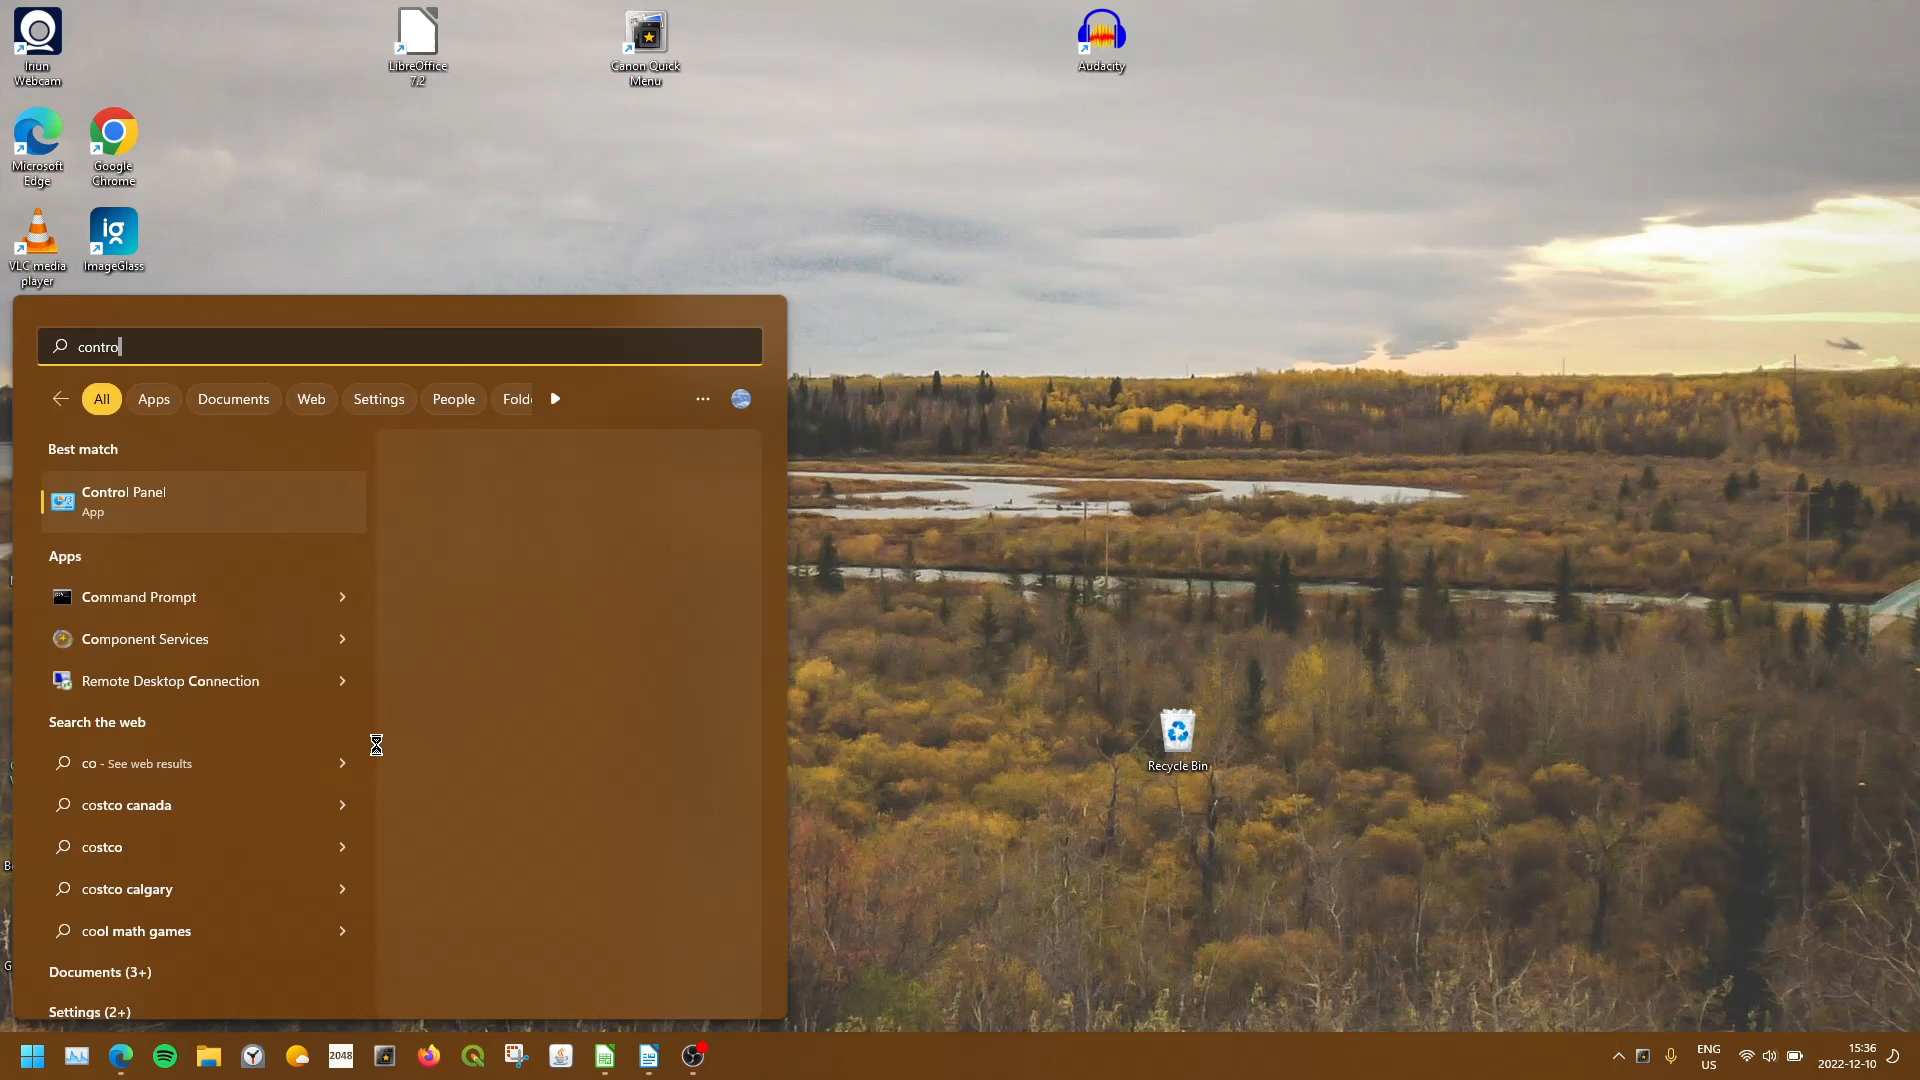 Iriun
Webcam
LibreOffice
7.2
Canon Quick
Menu
Audacity
Microsoft
Edge
Google
Chrome
VLC media
player
ig
ImageGlass
contro
All
Apps
Documents
Web
Settings
People
Fold
Best match
Control Panel
App
Apps
Command Prompt
Component Services
Remote Desktop Connection
Search the web
co - See web results
costco canada
costco
costco calgary
cool math games
Documents (3+)
Settings (2+)
Recycle Bin
2048
ENG
US
15:36
2022-12-10